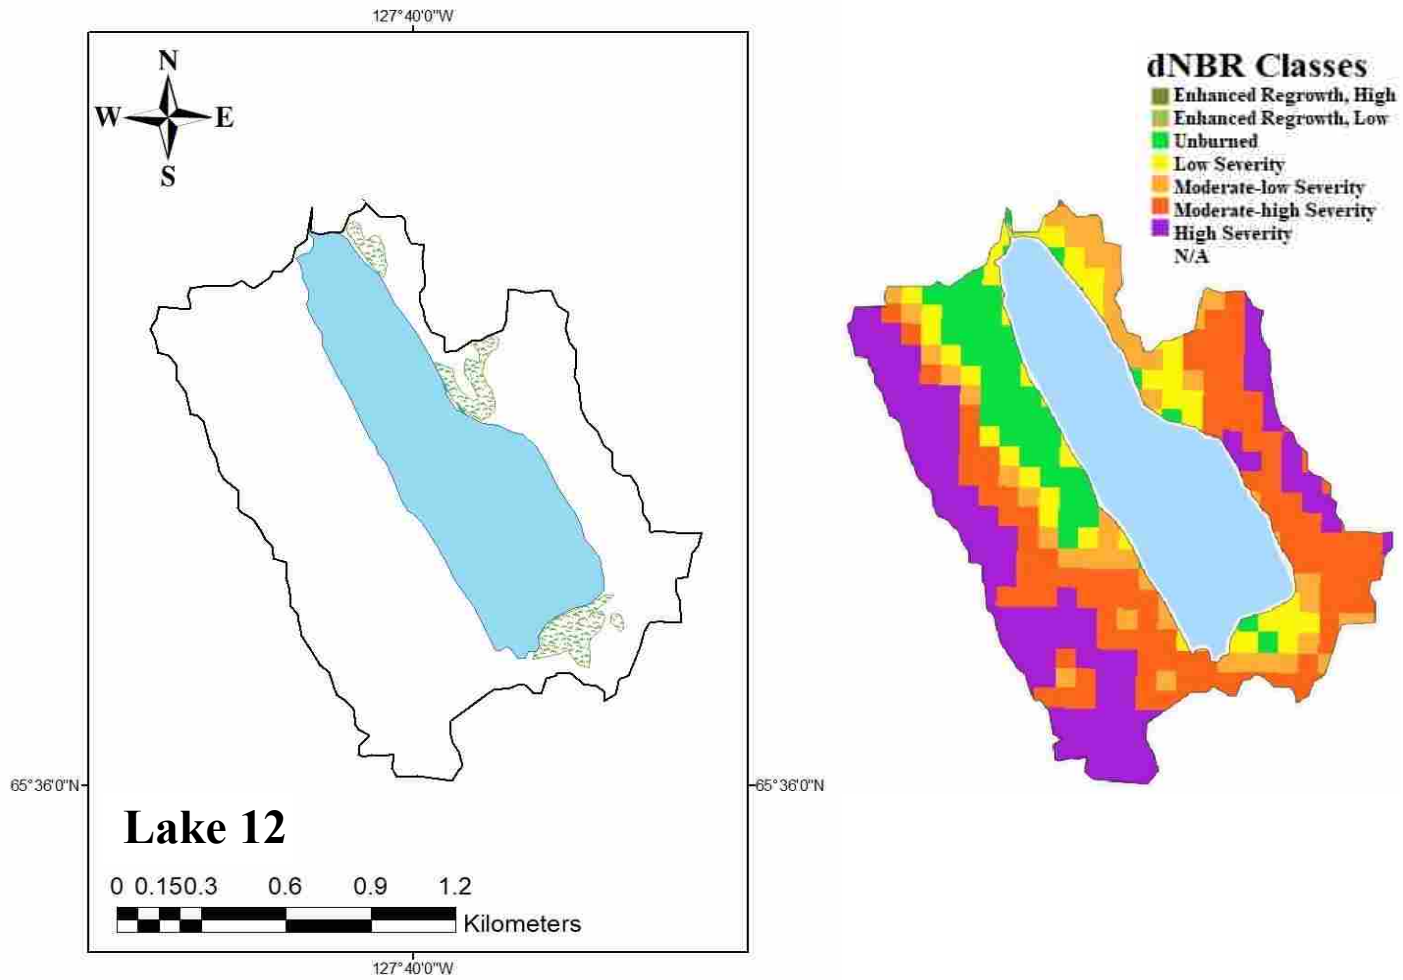 127°40'0"W
N
W E
S
dNBR Classes
Enhanced Regrowth, High
Enhanced Regrowth, Low
Unburned
Low Severity
Moderate-low Severity
Moderate-high Severity
High Severity
N/A
65°36'0"N
65°36'0"N
Lake 12
0 0.15 0.3 0.6 0.9 1.2
Kilometers
127°40'0"W